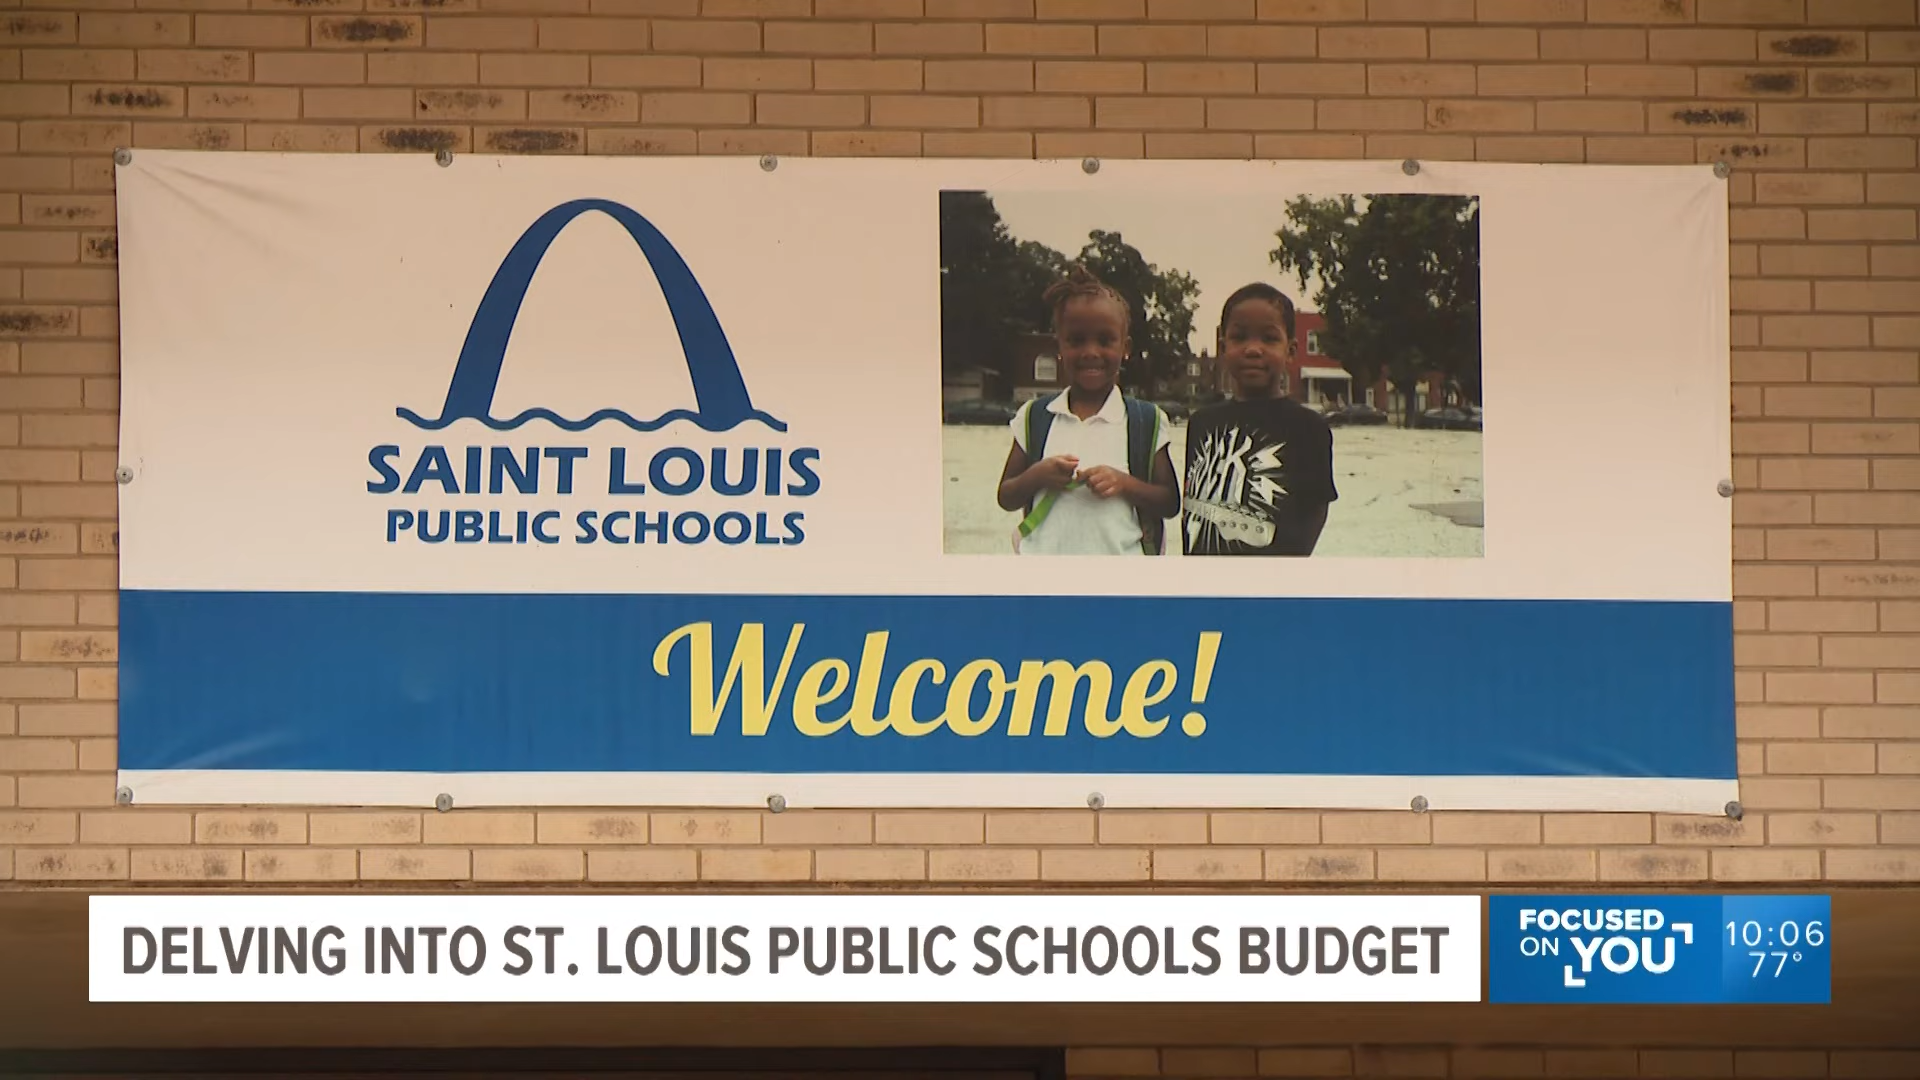 SAINT LOUIS
PUBLIC SCHOOLS
Welcome!
DELVING INTO ST. LOUIS PUBLIC SCHOOLS BUDGET
FOCUSED
ON YOU
10:06
77°